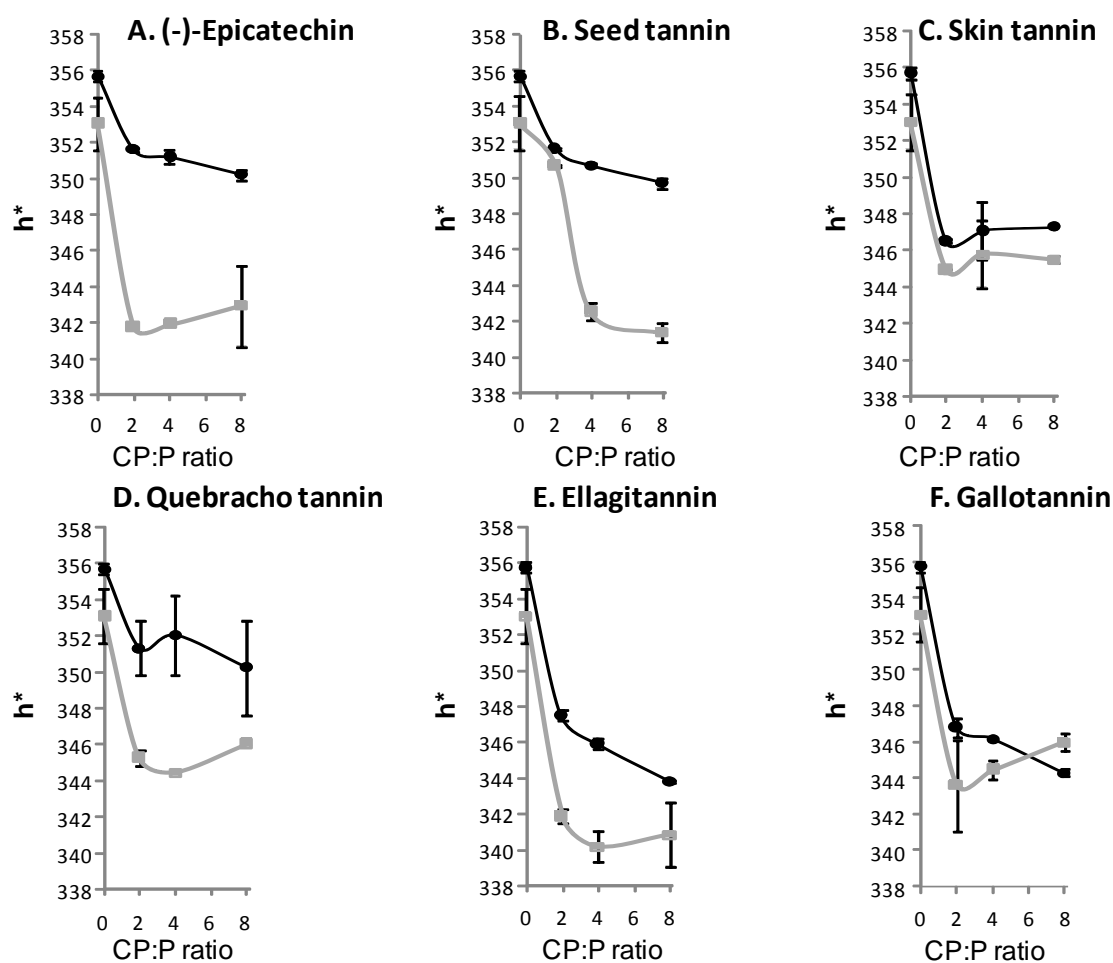 A. (-)-Epicatechin
358
356
354
352
350
348
346
344
342
340
338
h*
0 2 4 6 8
CP:P ratio
B. Seed tannin
358
356
354
352
350
348
346
344
342
340
338
h*
0 2 4 6 8
CP:P ratio
C. Skin tannin
358
356
354
352
350
348
346
344
342
340
338
h*
0 2 4 6 8
CP:P ratio
D. Quebracho tannin
358
356
354
352
350
348
346
344
342
340
338
h*
0 2 4 6 8
CP:P ratio
E. Ellagitannin
358
356
354
352
350
348
346
344
342
340
338
h*
0 2 4 6 8
CP:P ratio
F. Gallotannin
358
356
354
352
350
348
346
344
342
340
338
h*
0 2 4 6 8
CP:P ratio